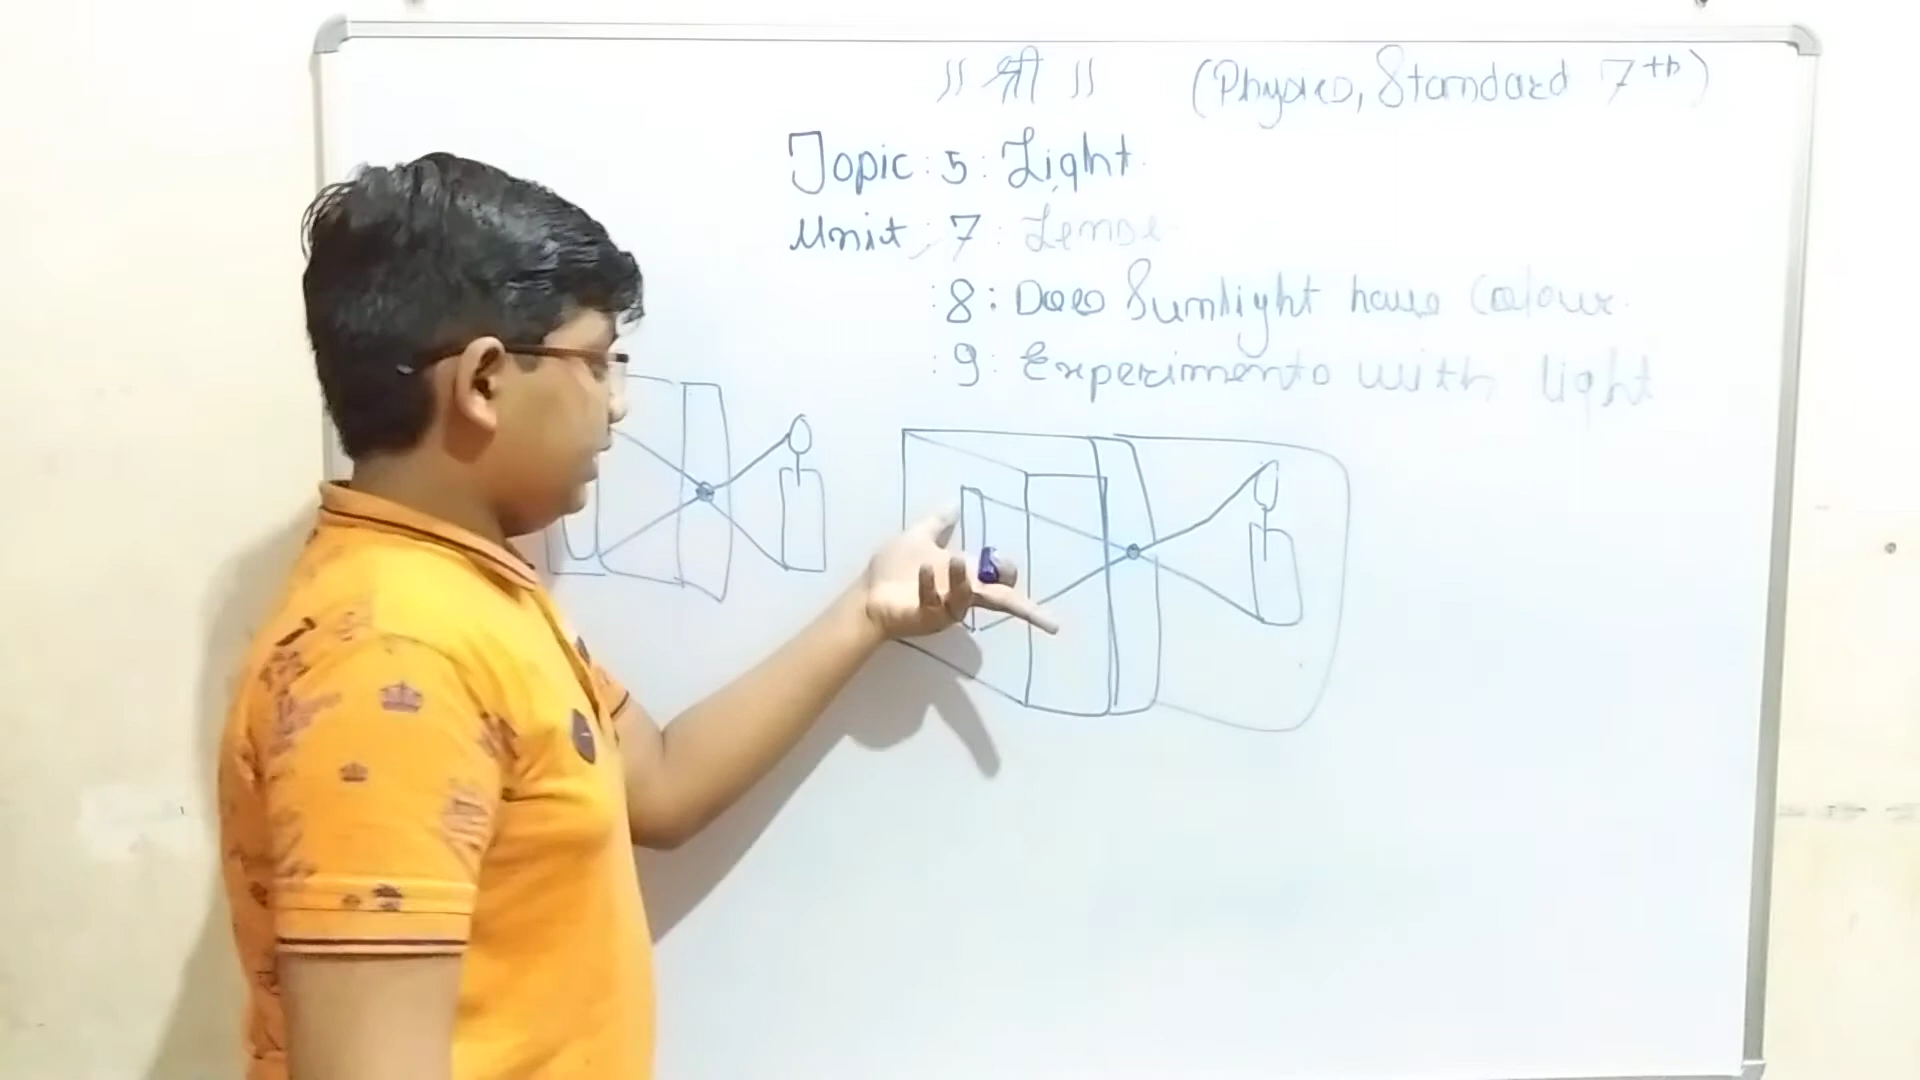 ॥ श्री ॥ (Physics, Standard 7th)
Topic : 5 : Light.
Unit : 7 : Lense
: 8 : Does Sunlight have Colour.
: 9 : Experiments with light